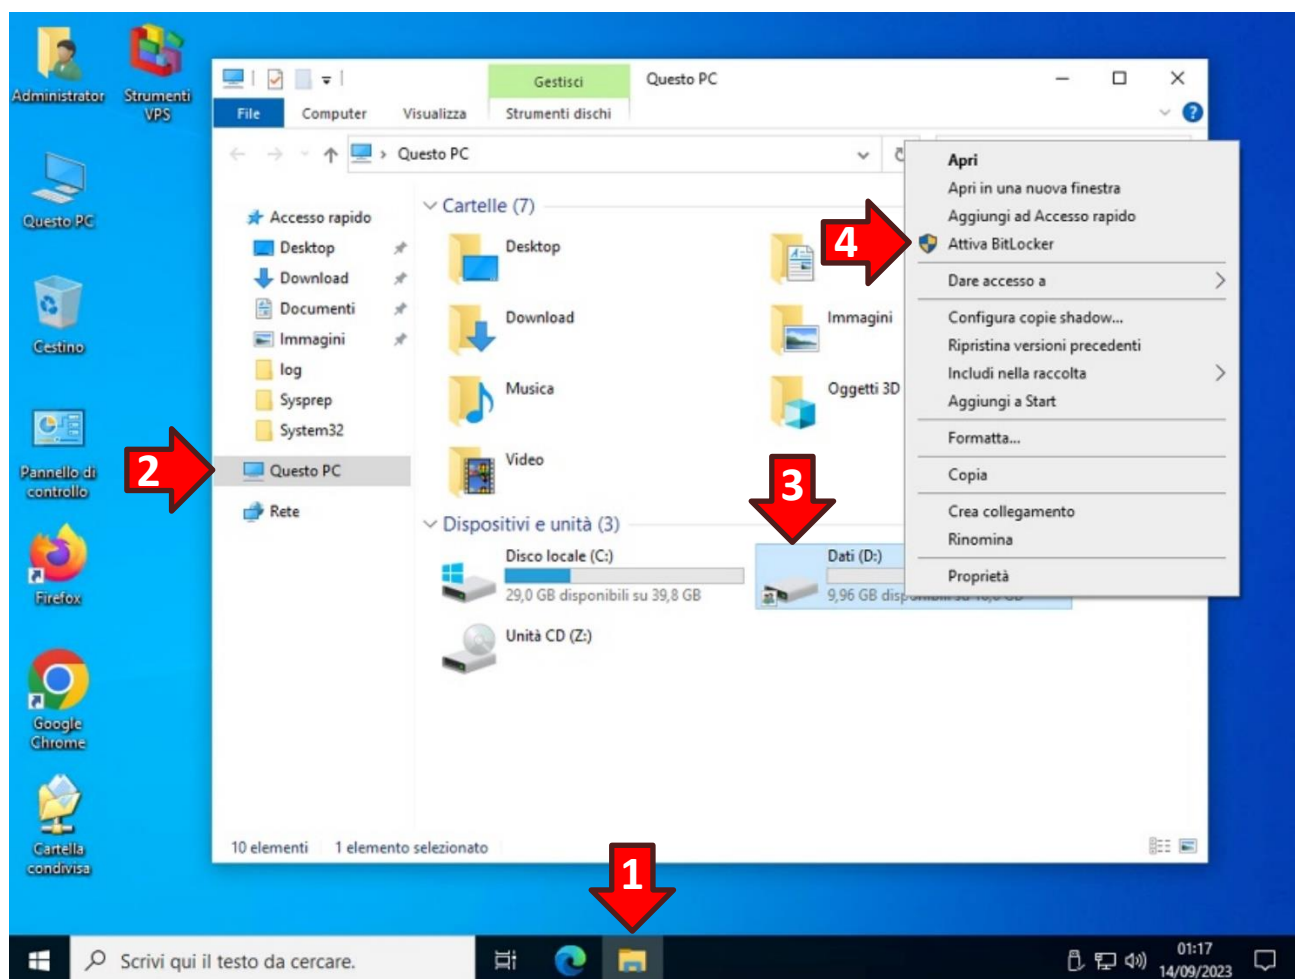 Administrator
Strumenti
VPS
Questo PC
Cestino
Pannello di
controllo
Firefox
Google
Chrome
Cartella
condivisa
Gestisci
Questo PC
File
Computer
Visualizza
Strumenti dischi
Questo PC
Accesso rapido
Desktop
Download
Documenti
Immagini
log
Sysprep
System32
2
Questo PC
Rete
Cartelle (7)
Desktop
Download
Immagini
Musica
Oggetti 3D
Video
3
Dispositivi e unità (3)
Disco locale (C:)
29,0 GB disponibili su 39,8 GB
Dati (D:)
9,96 GB
Unità CD (Z:)
4
Apri
Apri in una nuova finestra
Aggiungi ad Accesso rapido
Attiva BitLocker
Dare accesso a
Configura copie shadow...
Ripristina versioni precedenti
Includi nella raccolta
Aggiungi a Start
Formatta...
Copia
Crea collegamento
Rinomina
Proprietà
10 elementi
1 elemento selezionato
1
Scrivi qui il testo da cercare.
01:17
14/09/2023